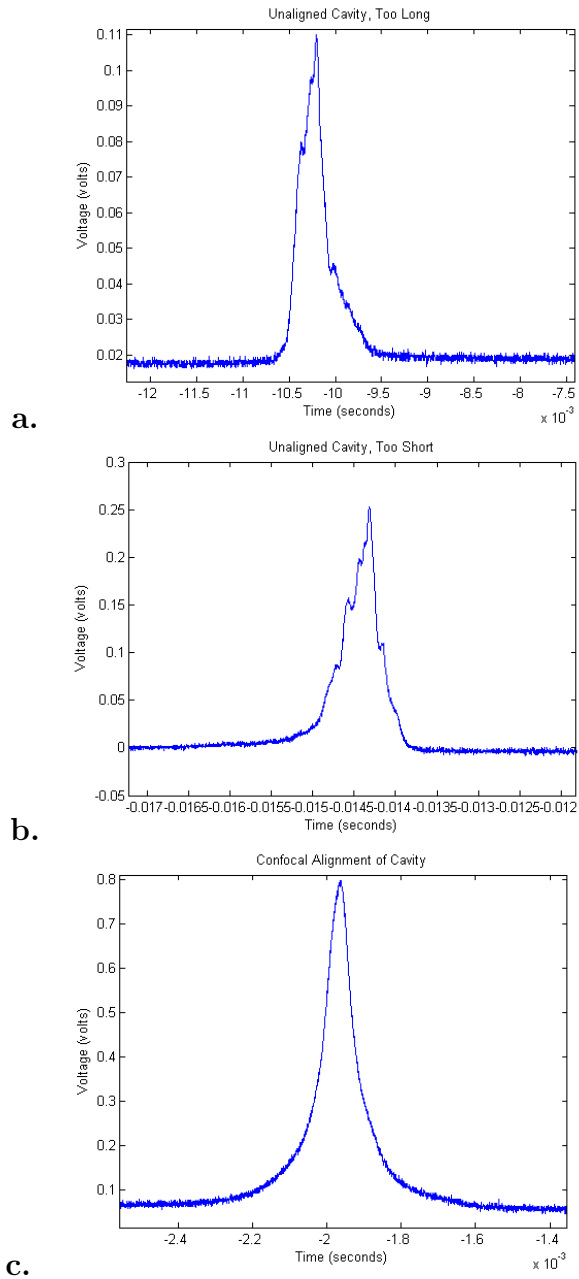 Unaligned Cavity, Too Long
0.11
0.1
0.09
0.08
0.07
0.06
0.05
0.04
0.03
0.02
Voltage (volts)
-12 -11.5 -11 -10.5 -10 -9.5 -9 -8.5 -8 -7.5
Time (seconds)
x 10⁻³
a.
Unaligned Cavity, Too Short
0.3
0.25
0.2
0.15
0.1
0.05
0
-0.05
Voltage (volts)
-0.017 -0.0165 -0.016 -0.0155 -0.015 -0.0145 -0.014 -0.0135 -0.013 -0.0125 -0.012
Time (seconds)
b.
Confocal Alignment of Cavity
0.8
0.7
0.6
0.5
0.4
0.3
0.2
0.1
Voltage (volts)
-2.4 -2.2 -2 -1.8 -1.6 -1.4
Time (seconds)
x 10⁻³
c.